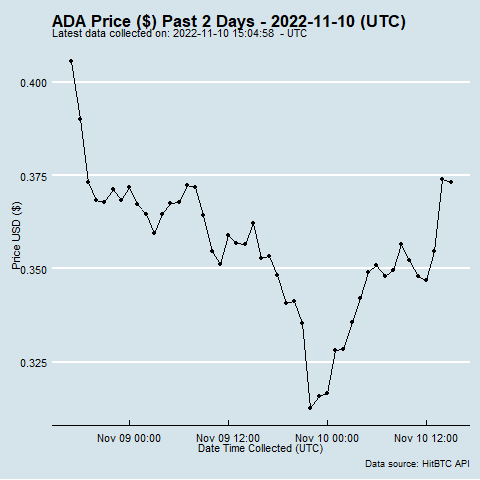 ADA Price ($) Past 2 Days - 2022-11-10 (UTC)
Latest data collected on: 2022-11-10 15:04:58 - UTC
0.400
0.375
0.350
0.325
Price USD ($)
Nov 09 00:00 Nov 09 12:00 Nov 10 00:00 Nov 10 12:00
Date Time Collected (UTC)
Data source: HitBTC API